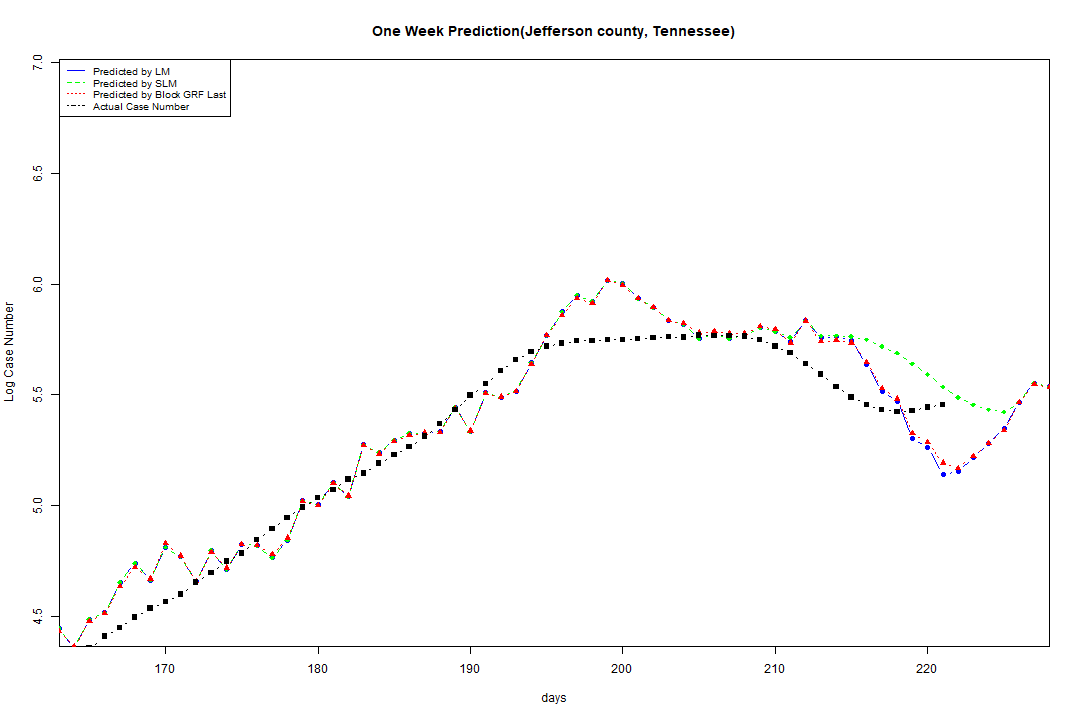 One Week Prediction(Jefferson county, Tennessee)
Predicted by LM
Predicted by SLM
Predicted by Block GRF Last
Actual Case Number
Log Case Number
7.0
6.5
6.0
5.5
5.0
4.5
170 180 190 200 210 220
days